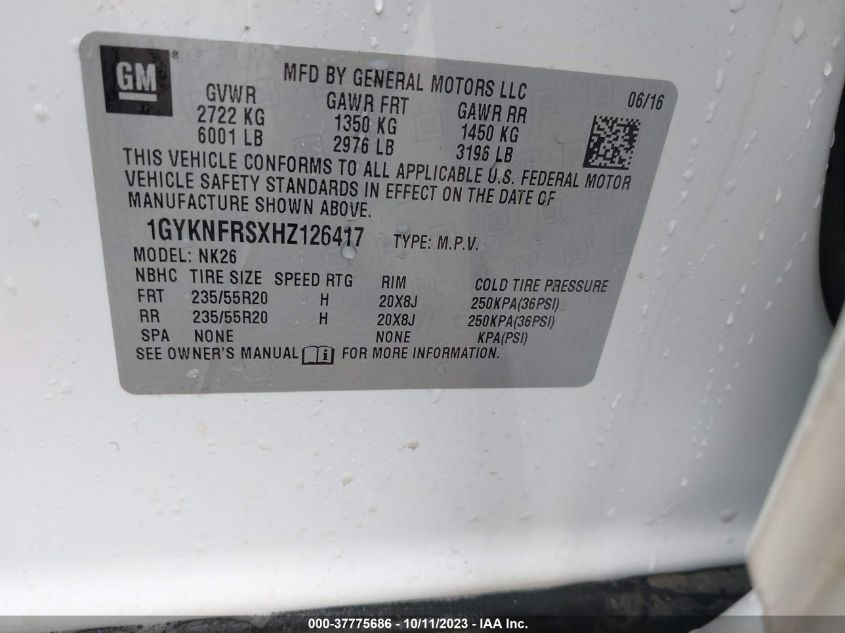 GM®
MFD BY GENERAL MOTORS LLC
06/16
GVWR GAWR FRT GAWR RR
2722 KG 1350 KG 1450 KG
6001 LB 2976 LB 3196 LB
THIS VEHICLE CONFORMS TO ALL APPLICABLE U.S. FEDERAL MOTOR
VEHICLE SAFETY STANDARDS IN EFFECT ON THE DATE OF
MANUFACTURE SHOWN ABOVE.
1GYKNFRSXHZ126417 TYPE: M.P.V.
MODEL: NK26
NBHC TIRE SIZE SPEED RTG RIM COLD TIRE PRESSURE
FRT 235/55R20 H 20X8J 250KPA(36PSI)
RR 235/55R20 H 20X8J 250KPA(36PSI)
SPA NONE NONE KPA(PSI)
SEE OWNER'S MANUAL i FOR MORE INFORMATION.
000-37775686 - 10/11/2023 - IAA Inc.